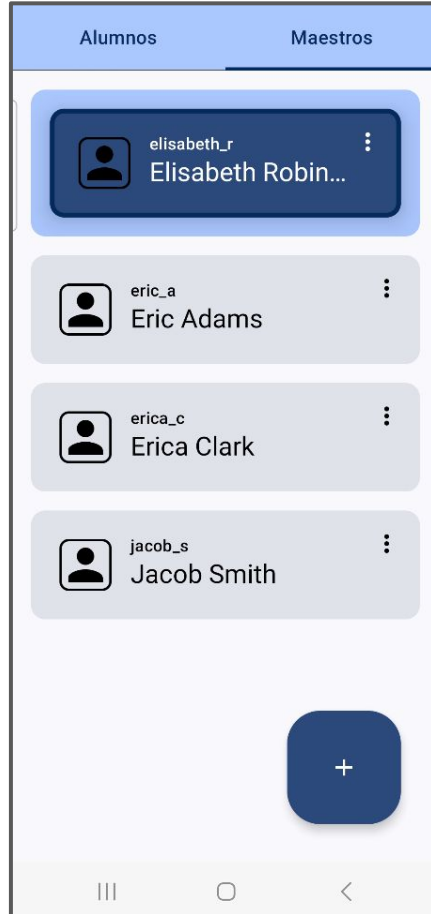 Alumnos
Maestros
elisabeth_r
Elisabeth Robin...
eric_a
Eric Adams
erica_c
Erica Clark
jacob_s
Jacob Smith
+